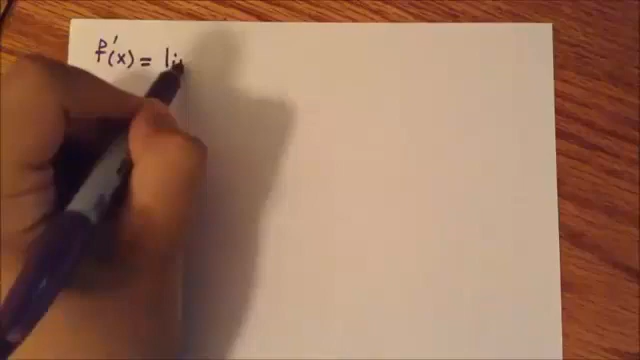 f'(x) = li